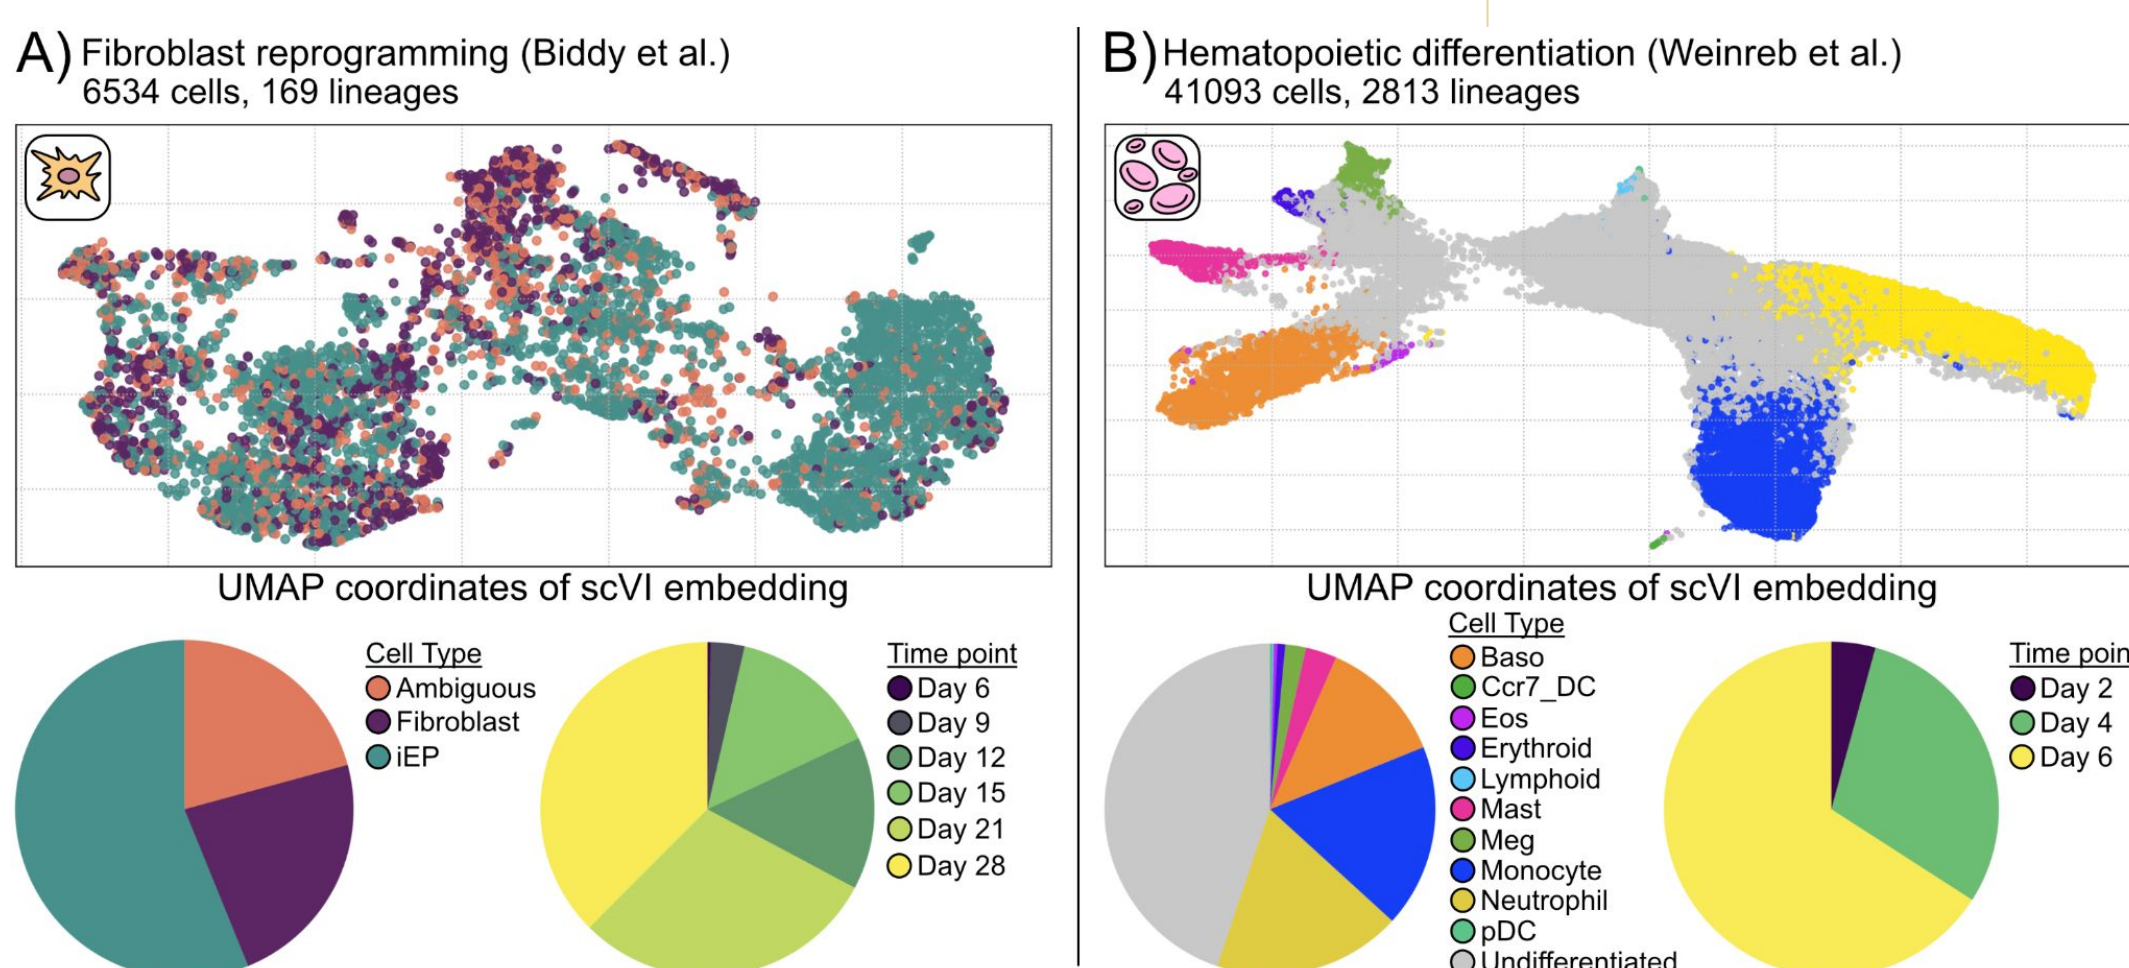 A) Fibroblast reprogramming (Biddy et al.)
6534 cells, 169 lineages
UMAP coordinates of scVI embedding
Cell Type
Ambiguous
Fibroblast
iEP
Time point
Day 6
Day 9
Day 12
Day 15
Day 21
Day 28
B) Hematopoietic differentiation (Weinreb et al.)
41093 cells, 2813 lineages
UMAP coordinates of scVI embedding
Cell Type
Baso
Ccr7_DC
Eos
Erythroid
Lymphoid
Mast
Meg
Monocyte
Neutrophil
pDC
Undifferentiated
Time poin
Day 2
Day 4
Day 6